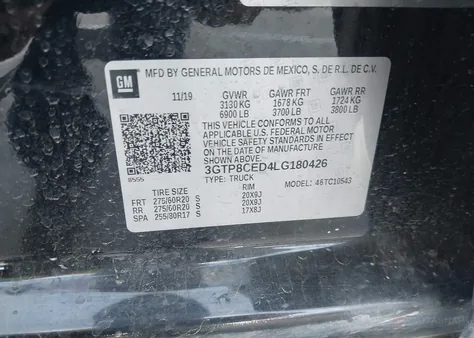 GM
MFD BY GENERAL MOTORS DE MEXICO, S. DE R.L. DE C.V.
11/19 GVWR GAWR FRT GAWR RR
3130 KG 1678 KG 1724 KG
6900 LB 3700 LB 3800 LB
THIS VEHICLE CONFORMS TO ALL
APPLICABLE U.S. FEDERAL MOTOR
VEHICLE SAFETY STANDARDS IN EFFECT
ON THE DATE OF MANUFACTURE
SHOWN ABOVE.
3GTP8CED4LG180426
8555 TYPE: TRUCK MODEL: 46TC10543
TIRE SIZE RIM
FRT 275/60R20 S 20X9J
RR 275/60R20 S 20X9J
SPA 255/80R17 S 17X8J